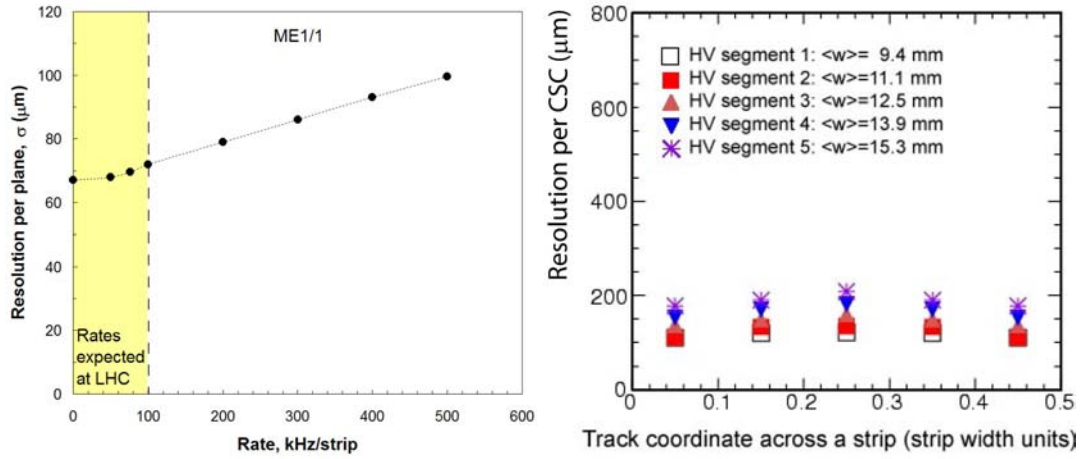 120
100
80
60
40
20
0
Resolution per plane, σ (μm)
ME1/1
Rates
expected
at LHC
0 100 200 300 400 500 600
Rate, kHz/strip
800
600
400
200
0
Resolution per CSC (μm)
HV segment 1: <w>= 9.4 mm
HV segment 2: <w>=11.1 mm
HV segment 3: <w>=12.5 mm
HV segment 4: <w>=13.9 mm
HV segment 5: <w>=15.3 mm
0 0.1 0.2 0.3 0.4 0.5
Track coordinate across a strip (strip width units)